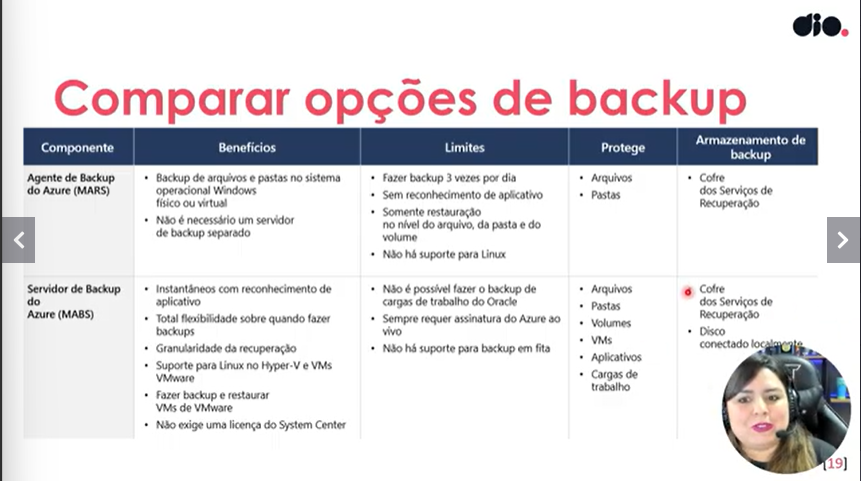 dio.
Comparar opções de backup
Componente
Benefícios
Limites
Protege
Armazenamento de
backup
Agente de Backup
do Azure (MARS)
• Backup de arquivos e pastas no sistema
operacional Windows
físico ou virtual
• Não é necessário um servidor
de backup separado
• Fazer backup 3 vezes por dia
• Sem reconhecimento de aplicativo
• Somente restauração
no nível do arquivo, da pasta e do
volume
• Não há suporte para Linux
• Arquivos
• Pastas
• Cofre
dos Serviços de
Recuperação
Servidor de Backup
do
Azure (MABS)
• Instantâneos com reconhecimento de
aplicativo
• Total flexibilidade sobre quando fazer
backups
• Granularidade da recuperação
• Suporte para Linux no Hyper-V e VMs
VMware
• Fazer backup e restaurar
VMs de VMware
• Não exige uma licença do System Center
• Não é possível fazer o backup de
cargas de trabalho do Oracle
• Sempre requer assinatura do Azure ao
vivo
• Não há suporte para backup em fita
• Arquivos
• Pastas
• Volumes
• VMs
• Aplicativos
• Cargas de
trabalho
Cofre
dos Serviços de
Recuperação
• Disco
conectado localmente
[19]